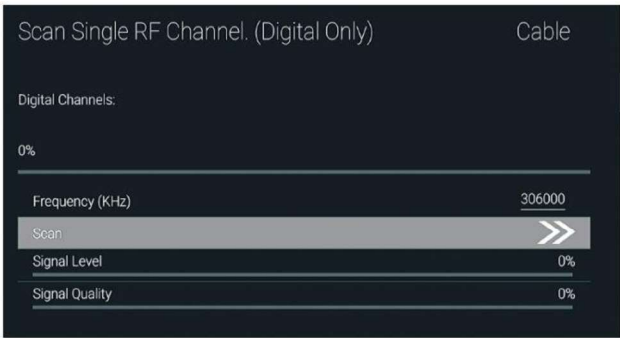 Scan Single RF Channel. (Digital Only) Cable
Digital Channels:
0%
Frequency (KHz) 306000
Scan
Signal Level 0%
Signal Quality 0%